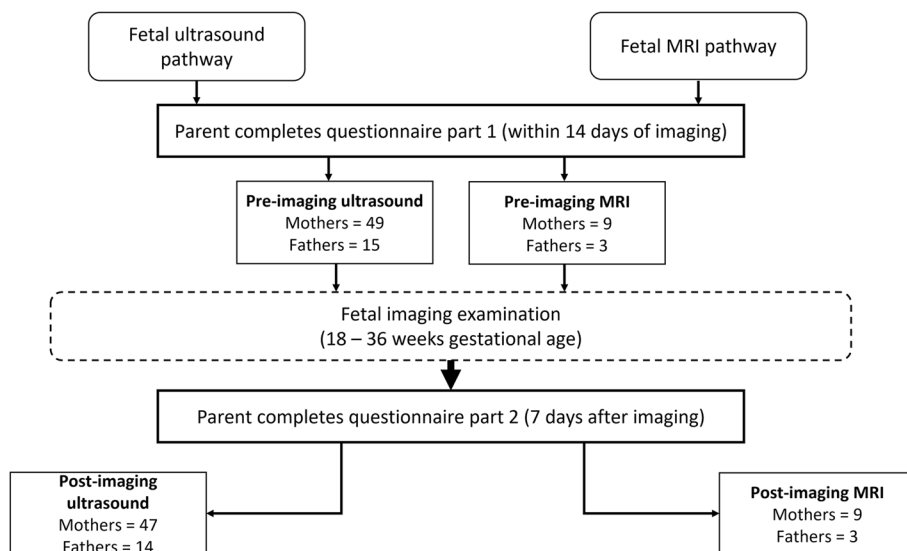 Fetal ultrasound
pathway
Fetal MRI pathway
Parent completes questionnaire part 1 (within 14 days of imaging)
Pre-imaging ultrasound
Mothers = 49
Fathers = 15
Pre-imaging MRI
Mothers = 9
Fathers = 3
Fetal imaging examination
(18 – 36 weeks gestational age)
Parent completes questionnaire part 2 (7 days after imaging)
Post-imaging
ultrasound
Mothers = 47
Fathers = 14
Post-imaging MRI
Mothers = 9
Fathers = 3